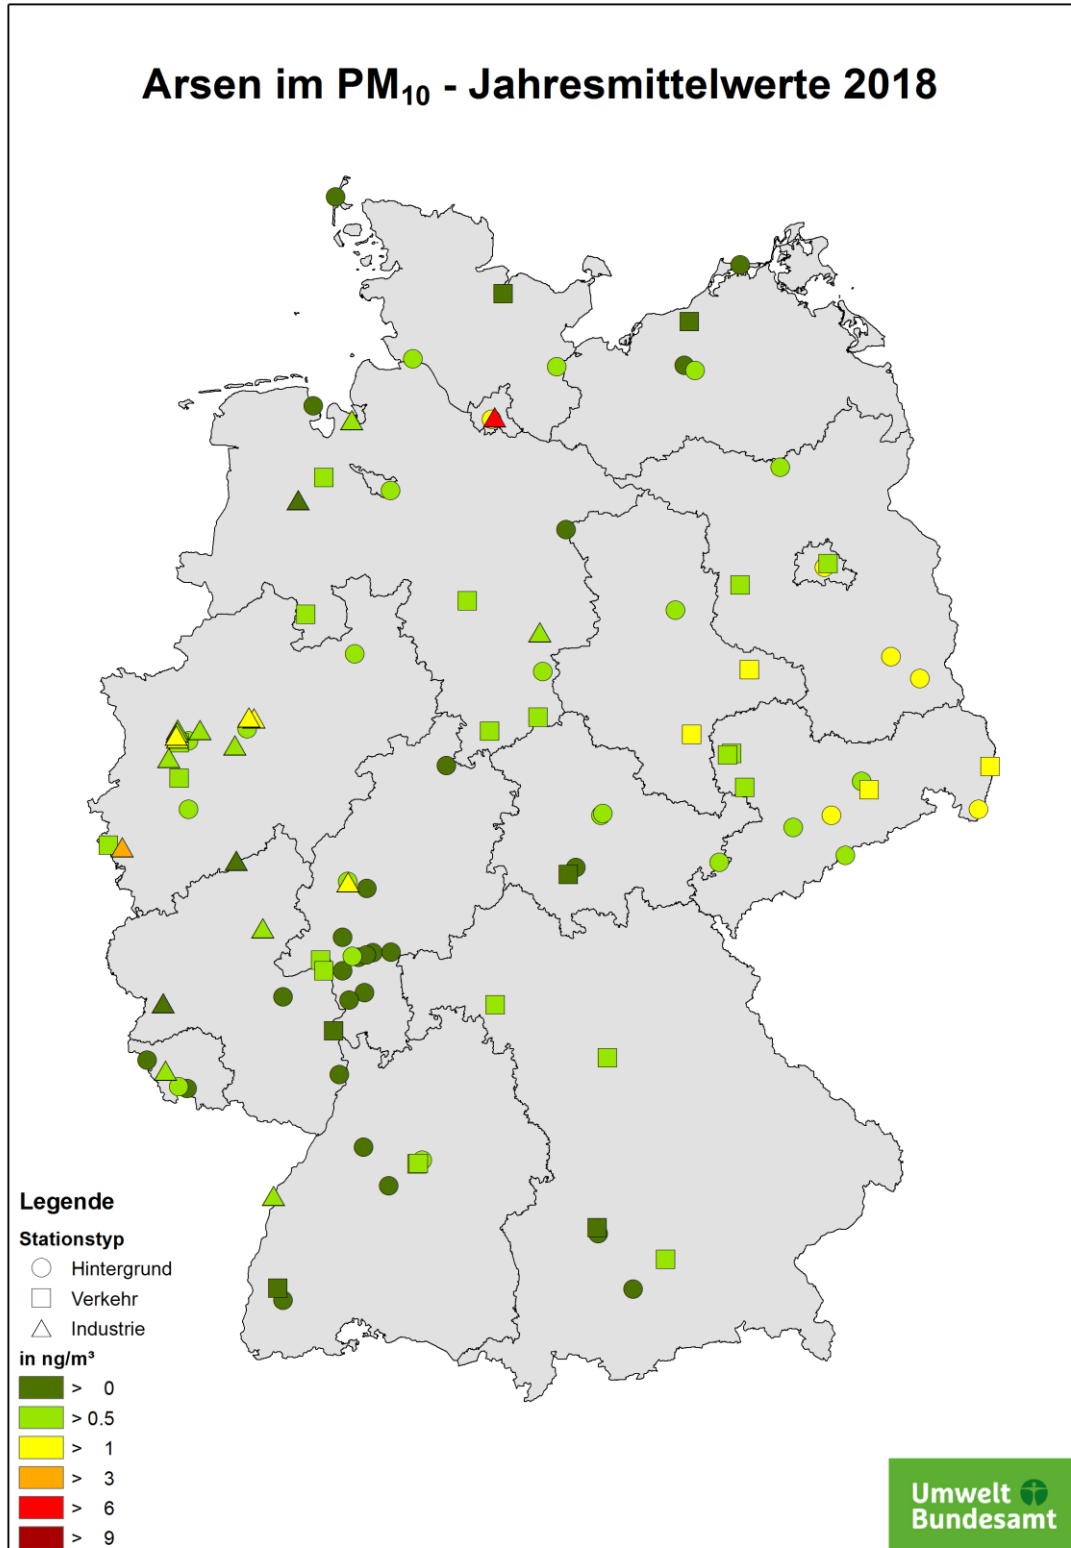 Arsen im PM₁₀ - Jahresmittelwerte 2018
Legende
Stationstyp
Hintergrund
Verkehr
Industrie
in ng/m³
> 0
> 0.5
> 1
> 3
> 6
> 9
Umwelt
Bundesamt